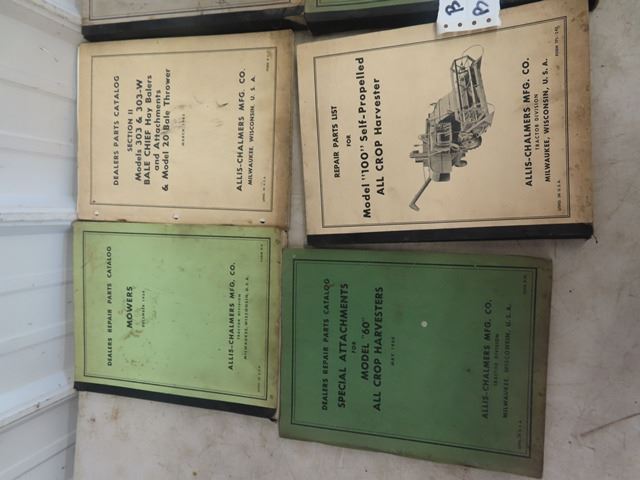 DEALERS PARTS CATALOG
SECTION II
Models 303 & 303-W
BALE CHIEF Hay Balers
and Attachments
& Model 20 Bale Thrower
ALLIS-CHALMERS MFG. CO.
MILWAUKEE, WISCONSIN, U. S. A.
REPAIR PARTS LIST
FOR
Model "100" Self-Propelled
ALL CROP Harvester
ALLIS-CHALMERS MFG. CO.
TRACTOR DIVISION
MILWAUKEE, WISCONSIN, U. S. A.
DEALERS REPAIR PARTS CATALOG
MOWERS
ALLIS-CHALMERS MFG. CO.
TRACTOR DIVISION
MILWAUKEE, WISCONSIN, U. S. A.
DEALERS REPAIR PARTS CATALOG
SPECIAL ATTACHMENTS
FOR
MODEL "60"
ALL CROP HARVESTERS
ALLIS-CHALMERS MFG. CO.
TRACTOR DIVISION
MILWAUKEE, WISCONSIN, U. S. A.